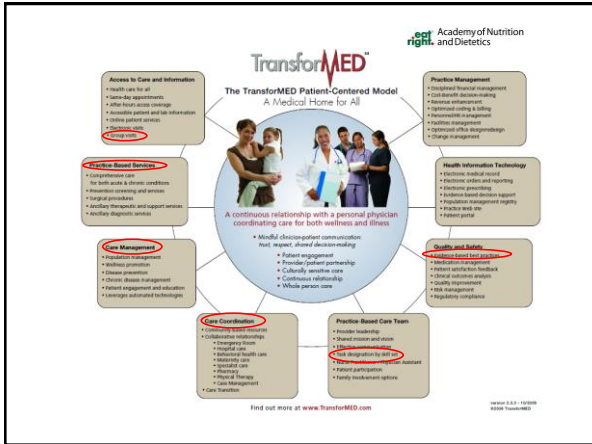 eat right. Academy of Nutrition and Dietetics
TransforMED™
The TransforMED Patient-Centered Model
A Medical Home for All
Access to Care and Information
• Health care for all
• Same-day appointments
• After-hours access coverage
• Accessible patient and lab information
• Online patient services
• Electronic visits
• Group visits
Practice-Based Services
• Comprehensive care
for both acute & chronic conditions
• Prevention screening and services
• Surgical procedures
• Ancillary therapeutic and support services
• Ancillary diagnostic services
Care Management
• Population management
• Wellness promotion
• Disease prevention
• Chronic disease management
• Patient engagement and education
• Leverages automated technologies
Care Coordination
• Community-based resources
• Collaborative relationships
• Emergency Room
• Hospital care
• Behavioral health care
• Maternity care
• Specialist care
• Pharmacy
• Physical Therapy
• Case Management
• Care Transition
A continuous relationship with a personal physician
coordinating care for both wellness and illness
• Mindful clinician-patient communication:
trust, respect, shared decision-making
• Patient engagement
• Provider/patient partnership
• Culturally sensitive care
• Continuous relationship
• Whole person care
Practice Management
• Disciplined financial management
• Cost-Benefit decision-making
• Revenue enhancement
• Optimized coding & billing
• Personnel/HR management
• Facilities management
• Optimized office design/redesign
• Change management
Health Information Technology
• Electronic medical record
• Electronic orders and reporting
• Electronic prescribing
• Evidence-based decision support
• Population management registry
• Practice Web site
• Patient portal
Quality and Safety
• Evidence-based best practices
• Medication management
• Patient satisfaction feedback
• Clinical outcomes analysis
• Quality improvement
• Risk management
• Regulatory compliance
Practice-Based Care Team
• Provider leadership
• Shared mission and vision
• Effective communication
• Task designation by skill set
• Nurse Practitioner / Physician Assistant
• Patient participation
• Family involvement options
Find out more at www.TransforMED.com
TransforMED